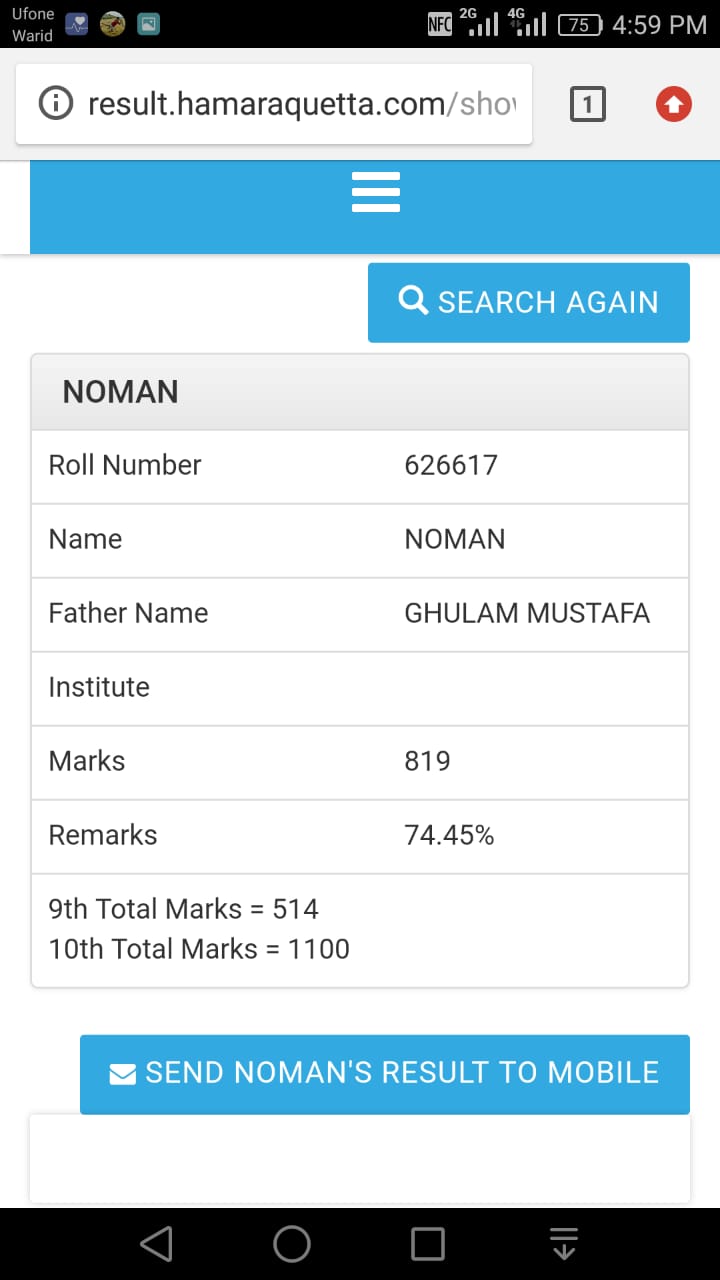 Ufone
Warid
NFC 2G 4G 75 4:59 PM
result.hamaraquetta.com/sho
1
SEARCH AGAIN
NOMAN
Roll Number 626617
Name NOMAN
Father Name GHULAM MUSTAFA
Institute
Marks 819
Remarks 74.45%
9th Total Marks = 514
10th Total Marks = 1100
SEND NOMAN'S RESULT TO MOBILE